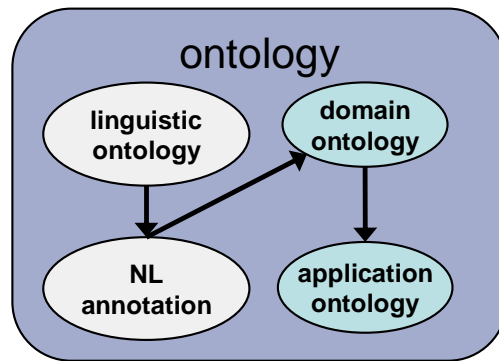 ontology
linguistic
ontology
domain
ontology
NL
annotation
application
ontology